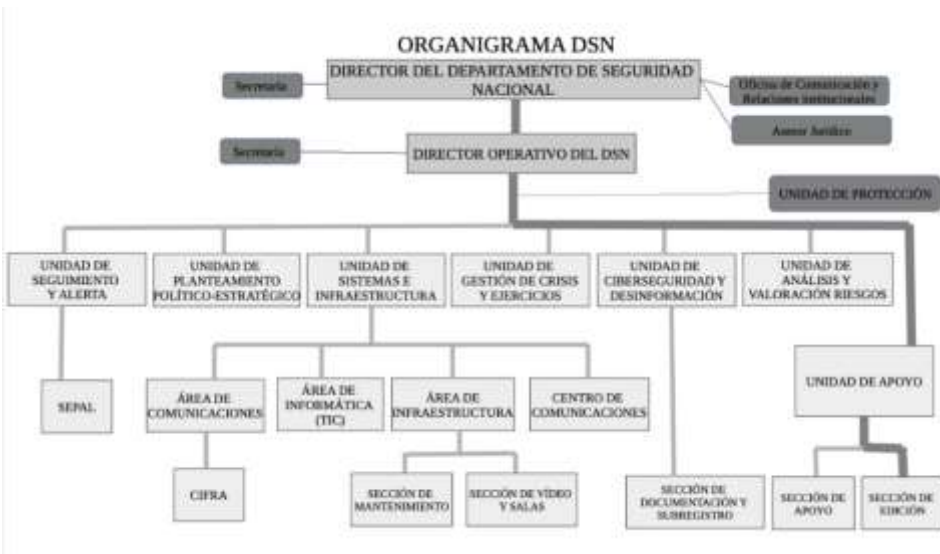 ORGANIGRAMA DSN
DIRECTOR DEL DEPARTAMENTO DE SEGURIDAD
NACIONAL
Secretaría
Oficina de Comunicación y
Relaciones institucionales
Asesor Jurídico
Secretaría
DIRECTOR OPERATIVO DEL DSN
UNIDAD DE PROTECCIÓN
UNIDAD DE
SEGUIMIENTO
Y ALERTA
UNIDAD DE
PLANTEAMIENTO
POLÍTICO-ESTRATÉGICO
UNIDAD DE
SISTEMAS E
INFRAESTRUCTURA
UNIDAD DE
GESTIÓN DE CRISIS
Y EJERCICIOS
UNIDAD DE
CIBERSEGURIDAD Y
DESINFORMACIÓN
UNIDAD DE
ANÁLISIS Y
VALORACIÓN RIESGOS
UNIDAD DE APOYO
SEPAL
ÁREA DE
COMUNICACIONES
ÁREA DE
INFORMÁTICA
(TIC)
ÁREA DE
INFRAESTRUCTURA
CENTRO DE
COMUNICACIONES
CIFRA
SECCIÓN DE
MANTENIMIENTO
SECCIÓN DE VÍDEO
Y SALAS
SECCIÓN DE
DOCUMENTACIÓN Y
SUBREGISTRO
SECCIÓN DE
APOYO
SECCIÓN DE
EDICIÓN